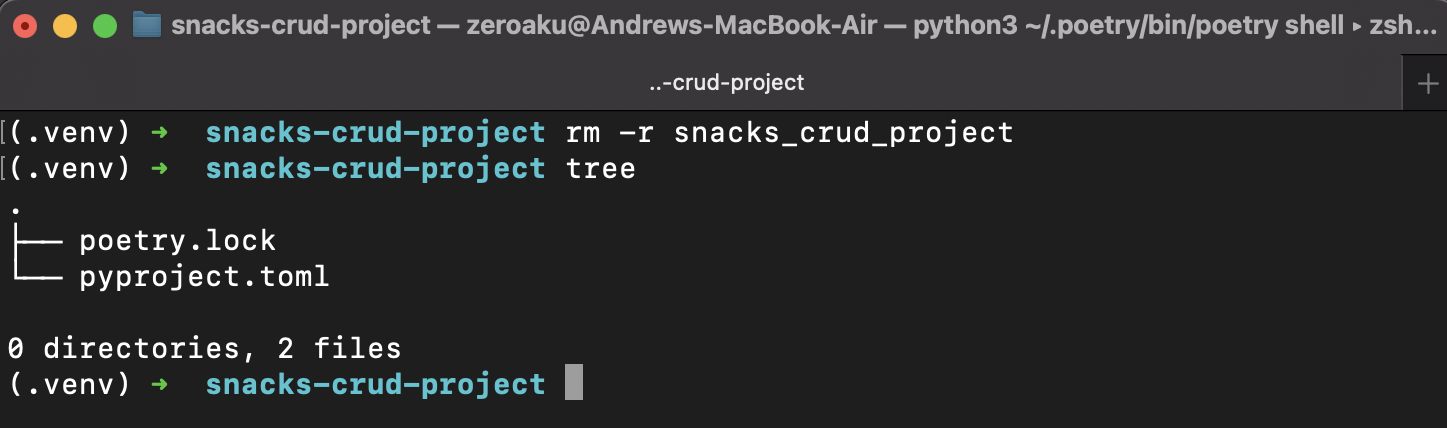 snacks-crud-project — zeroaku@Andrews-MacBook-Air — python3 ~/.poetry/bin/poetry shell ▸ zsh...
..-crud-project +
[(.venv) ➜  snacks-crud-project rm -r snacks_crud_project
[(.venv) ➜  snacks-crud-project tree
.
├── poetry.lock
└── pyproject.toml
0 directories, 2 files
(.venv) ➜  snacks-crud-project